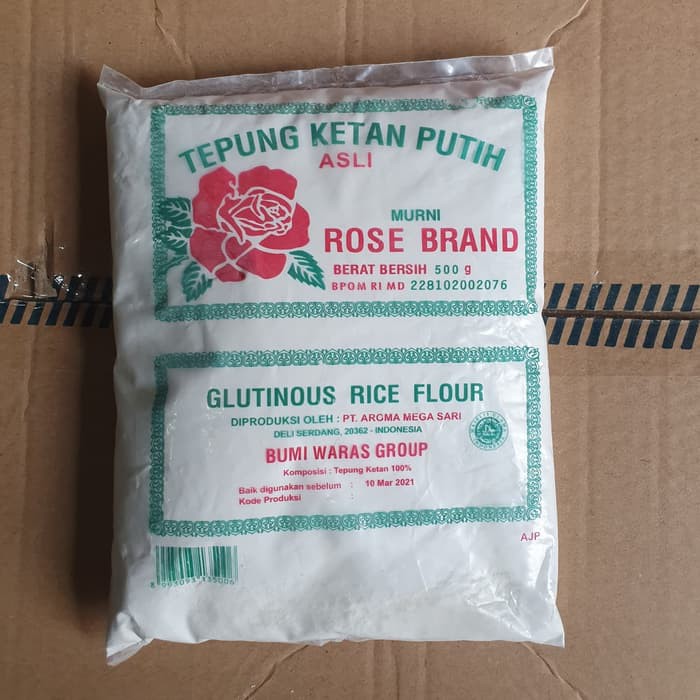 TEPUNG KETAN PUTIH
ASLI
MURNI
ROSE BRAND
BERAT BERSIH 500 g
BPOM RI MD 228102002076
GLUTINOUS RICE FLOUR
DIPRODUKSI OLEH : PT. AROMA MEGA SARI
DELI SERDANG, 20362 - INDONESIA
BUMI WARAS GROUP
Komposisi : Tepung Ketan 100%
Baik digunakan sebelum : 10 Mar 2021
Kode Produksi :
AJP